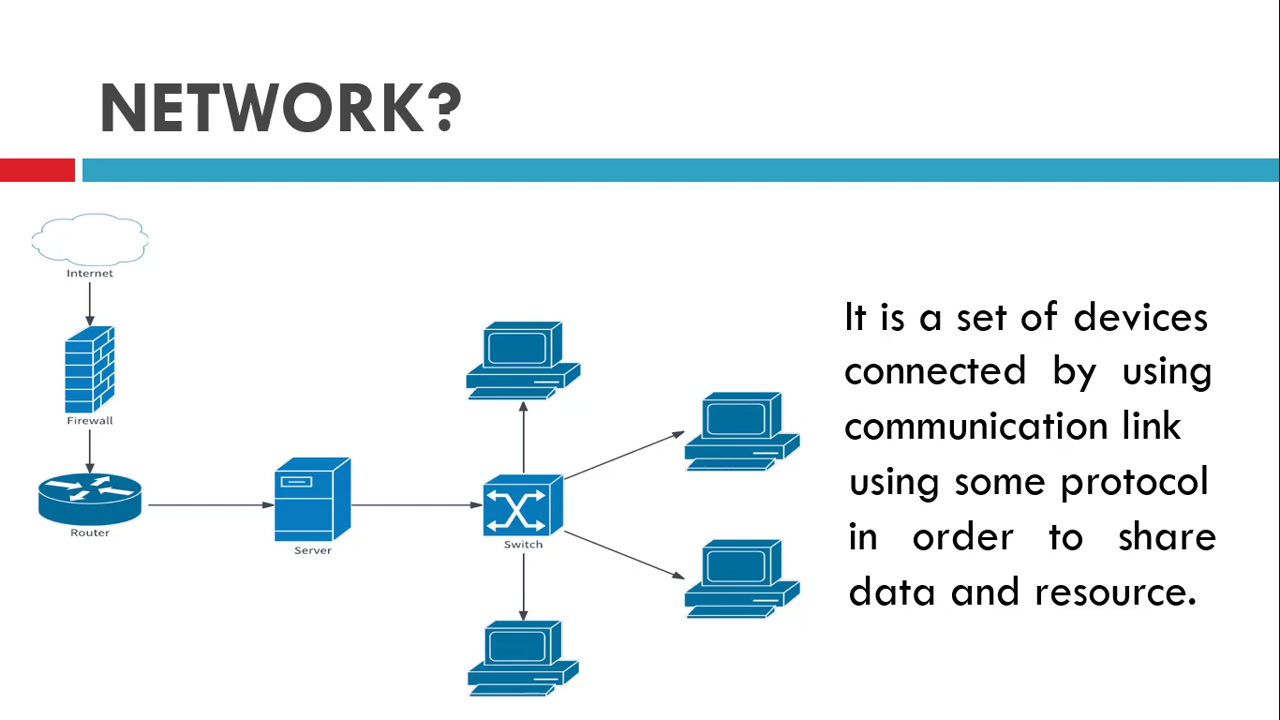 NETWORK?
Internet
Firewall
Router
Server
Switch
It is a set of devices
connected by using
communication link
using some protocol
in order to share
data and resource.